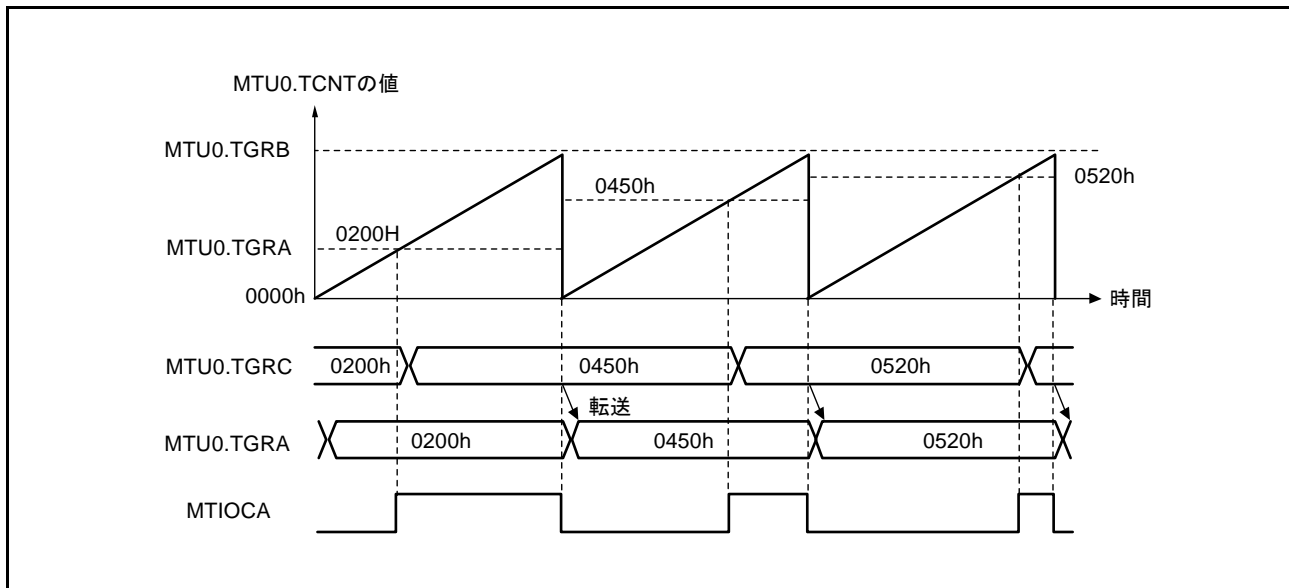 MTU0.TCNTの値
MTU0.TGRB
0520h
0450h
0200H
MTU0.TGRA
0000h
時間
MTU0.TGRC 0200h 0450h 0520h
転送
MTU0.TGRA 0200h 0450h 0520h
MTIOCA